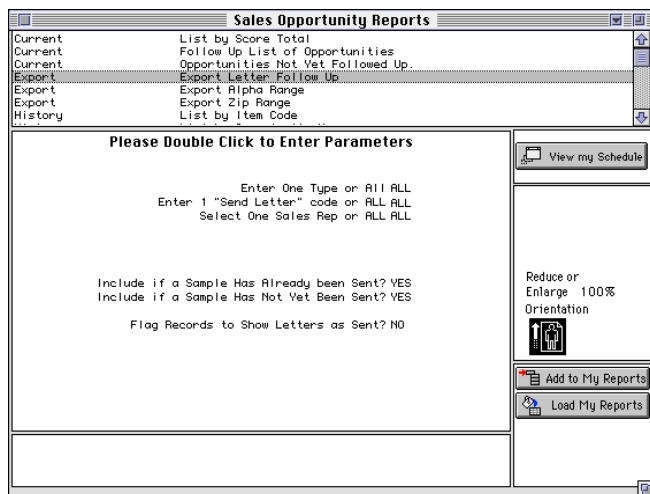 Sales Opportunity Reports
Current List by Score Total
Current Follow Up List of Opportunities
Current Opportunities Not Yet Followed Up.
Export Export Letter Follow Up
Export Export Alpha Range
Export Export Zip Range
History List by Item Code
Please Double Click to Enter Parameters
Enter One Type or All ALL
Enter 1 "Send Letter" code or ALL ALL
Select One Sales Rep or ALL ALL
Include if a Sample Has Already been Sent? YES
Include if a Sample Has Not Yet Been Sent? YES
Flag Records to Show Letters as Sent? NO
View my Schedule
Reduce or
Enlarge 100%
Orientation
Add to My Reports
Load My Reports